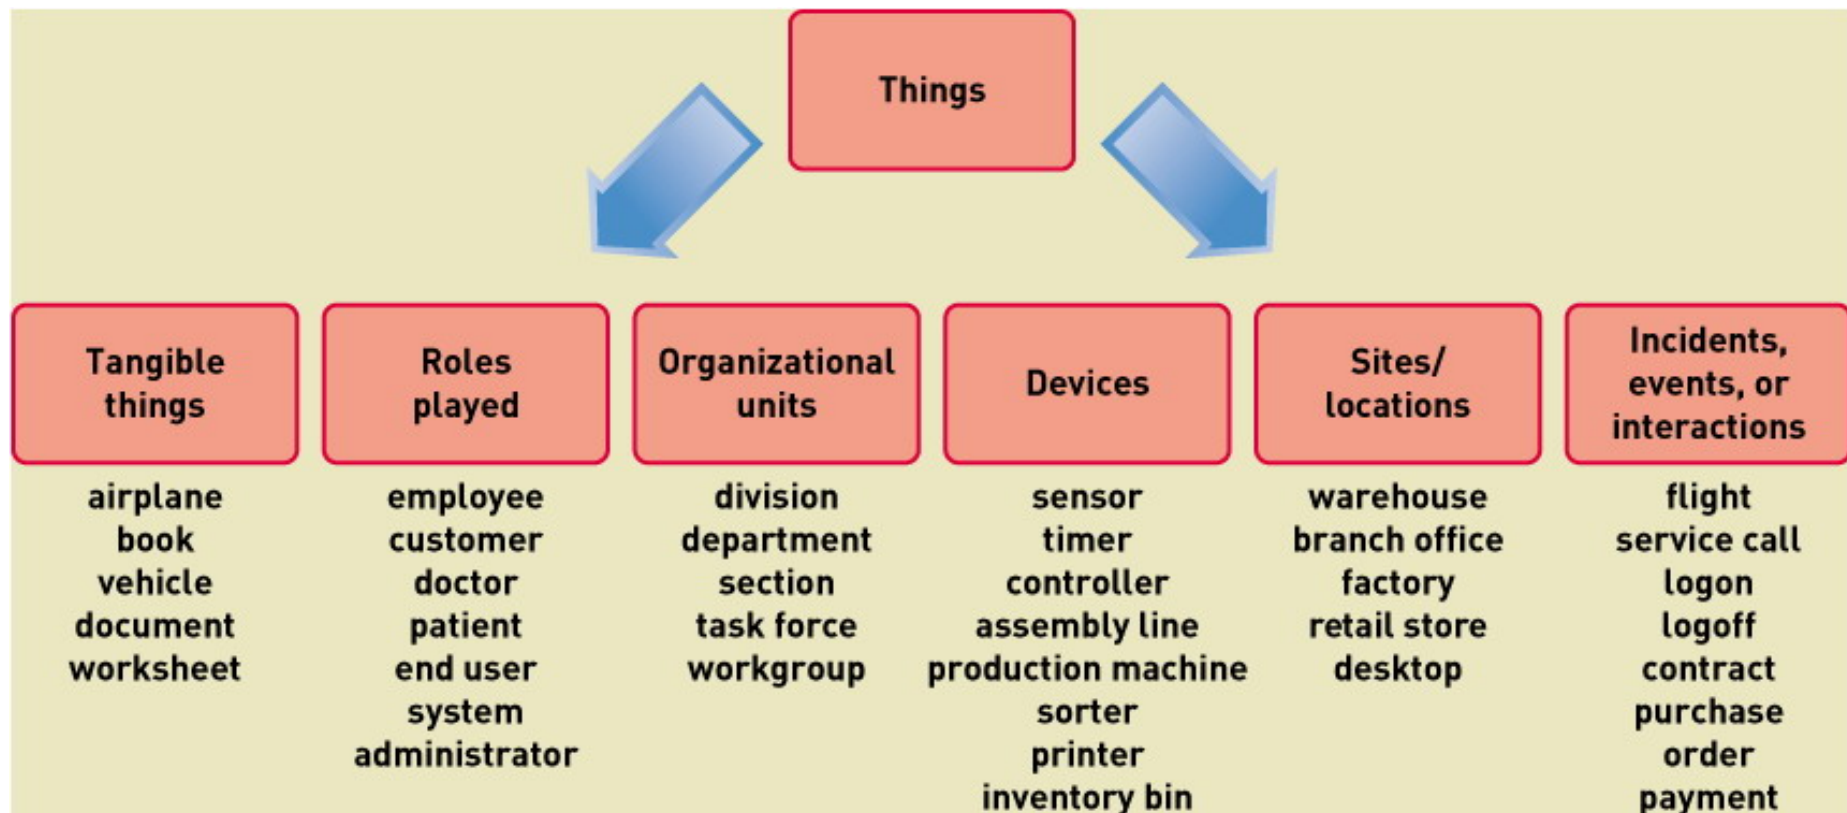 Things
Tangible
things
airplane
book
vehicle
document
worksheet
Roles
played
employee
customer
doctor
patient
end user
system
administrator
Organizational
units
division
department
section
task force
workgroup
Devices
sensor
timer
controller
assembly line
production machine
sorter
printer
inventory bin
Sites/
locations
warehouse
branch office
factory
retail store
desktop
Incidents,
events, or
interactions
flight
service call
logon
logoff
contract
purchase
order
payment